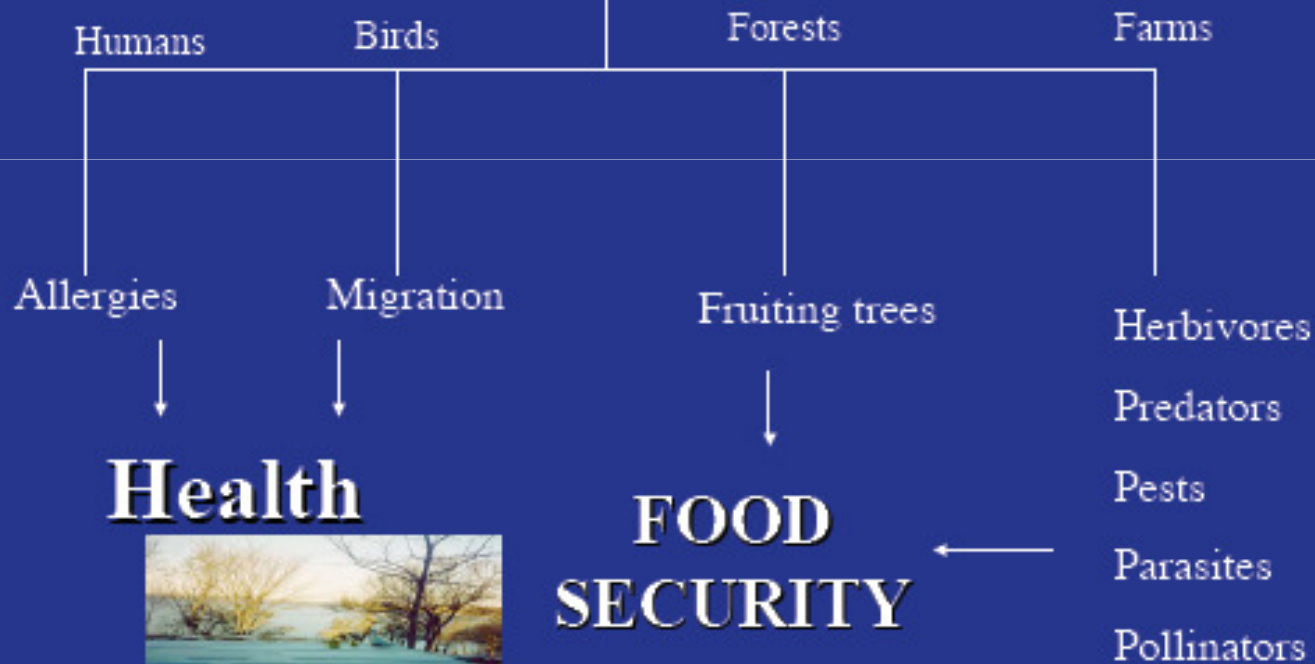 Humans
Birds
Forests
Farms
Allergies
Migration
Fruiting trees
Herbivores
Predators
Pests
Parasites
Pollinators
Health
FOOD
SECURITY